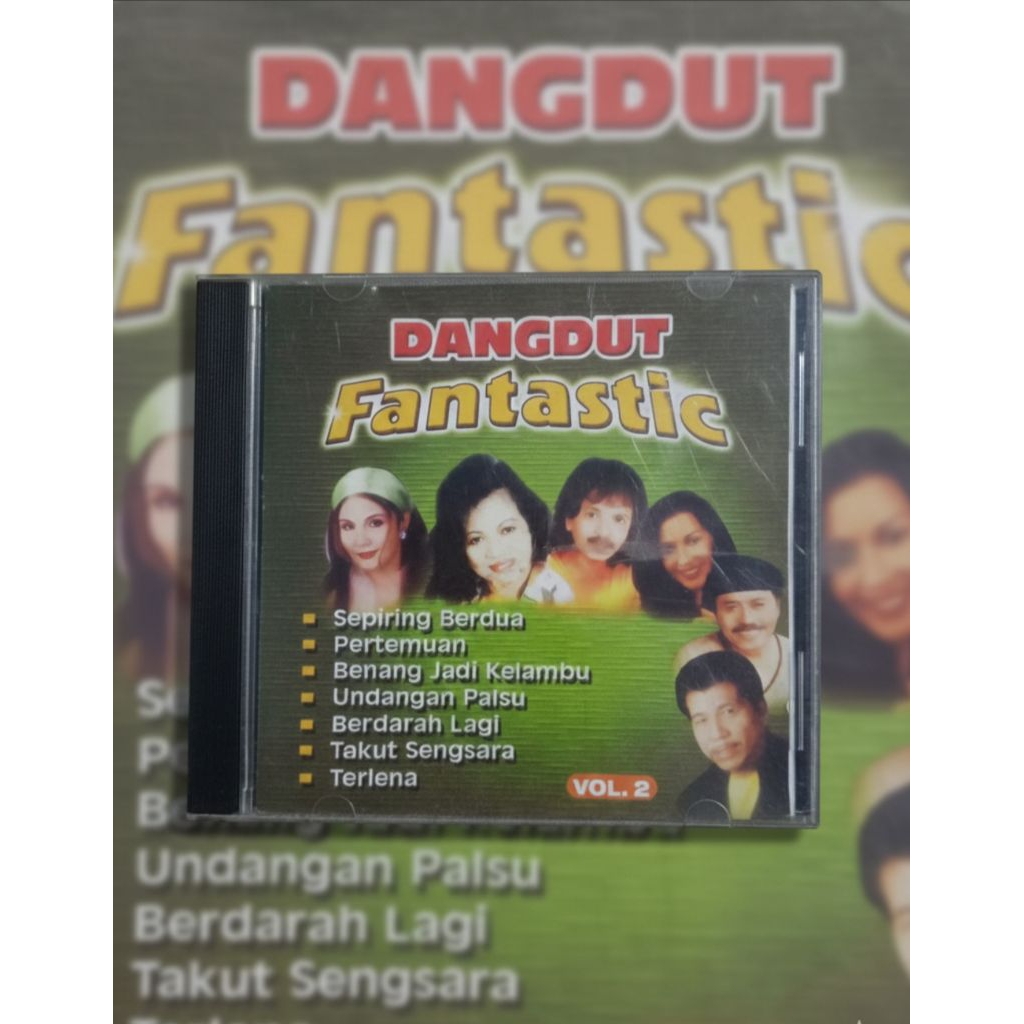 DANGDUT
Fantastic
DANGDUT
Fantastic
Sepiring Berdua
Pertemuan
Benang Jadi Kelambu
Undangan Palsu
Berdarah Lagi
Takut Sengsara
Terlena
VOL. 2
Undangan Palsu
Berdarah Lagi
Takut Sengsara